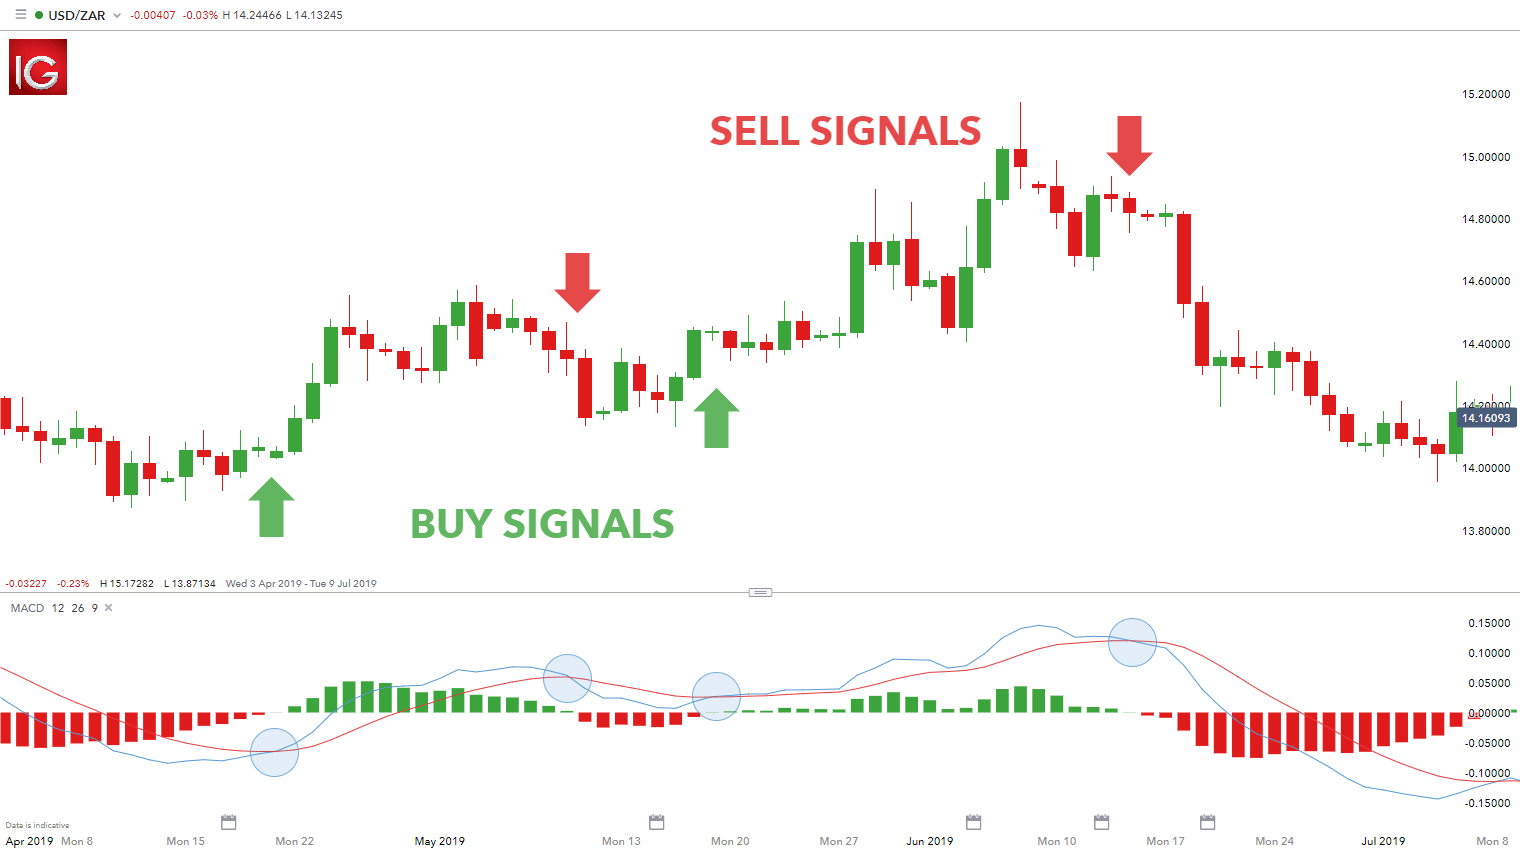 USD/ZAR -0.00407 -0.03% H 14.24466 L 14.13245
IG
15.20000
SELL SIGNALS
15.00000
14.80000
14.60000
14.40000
14.20000
14.16093
14.00000
BUY SIGNALS
13.80000
-0.03227 -0.23% H 15.17282 L 13.87134 Wed 3 Apr 2019 - Tue 9 Jul 2019
MACD 12 26 9
0.15000
0.10000
0.05000
0.00000
-0.05000
-0.10000
-0.15000
Data is indicative
Apr 2019 Mon 8 Mon 15 Mon 22 May 2019 Mon 13 Mon 20 Mon 27 Jun 2019 Mon 10 Mon 17 Mon 24 Jul 2019 Mon 8